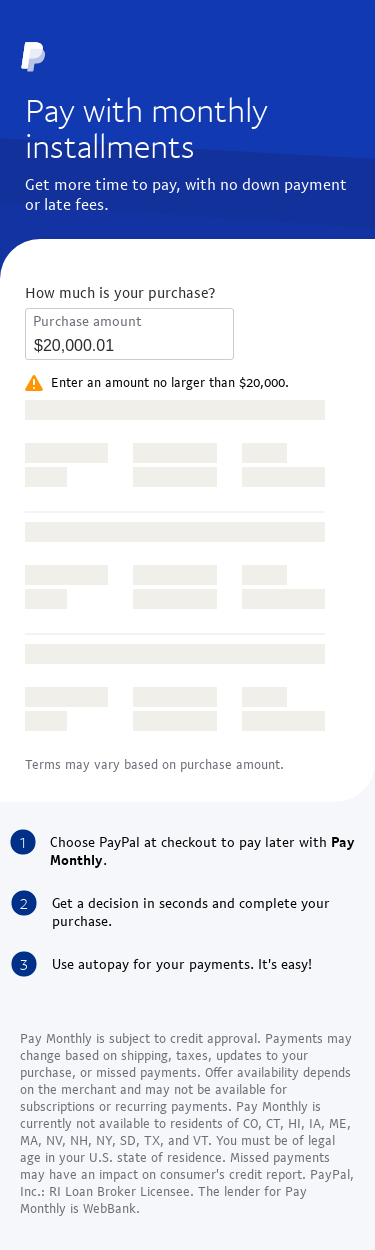 Pay with monthly
installments
Get more time to pay, with no down payment
or late fees.
How much is your purchase?
Purchase amount
$20,000.01
Enter an amount no larger than $20,000.
Terms may vary based on purchase amount.
1 Choose PayPal at checkout to pay later with Pay
Monthly.
2 Get a decision in seconds and complete your
purchase.
3 Use autopay for your payments. It's easy!
Pay Monthly is subject to credit approval. Payments may
change based on shipping, taxes, updates to your
purchase, or missed payments. Offer availability depends
on the merchant and may not be available for
subscriptions or recurring payments. Pay Monthly is
currently not available to residents of CO, CT, HI, IA, ME,
MA, NV, NH, NY, SD, TX, and VT. You must be of legal
age in your U.S. state of residence. Missed payments
may have an impact on consumer's credit report. PayPal,
Inc.: RI Loan Broker Licensee. The lender for Pay
Monthly is WebBank.